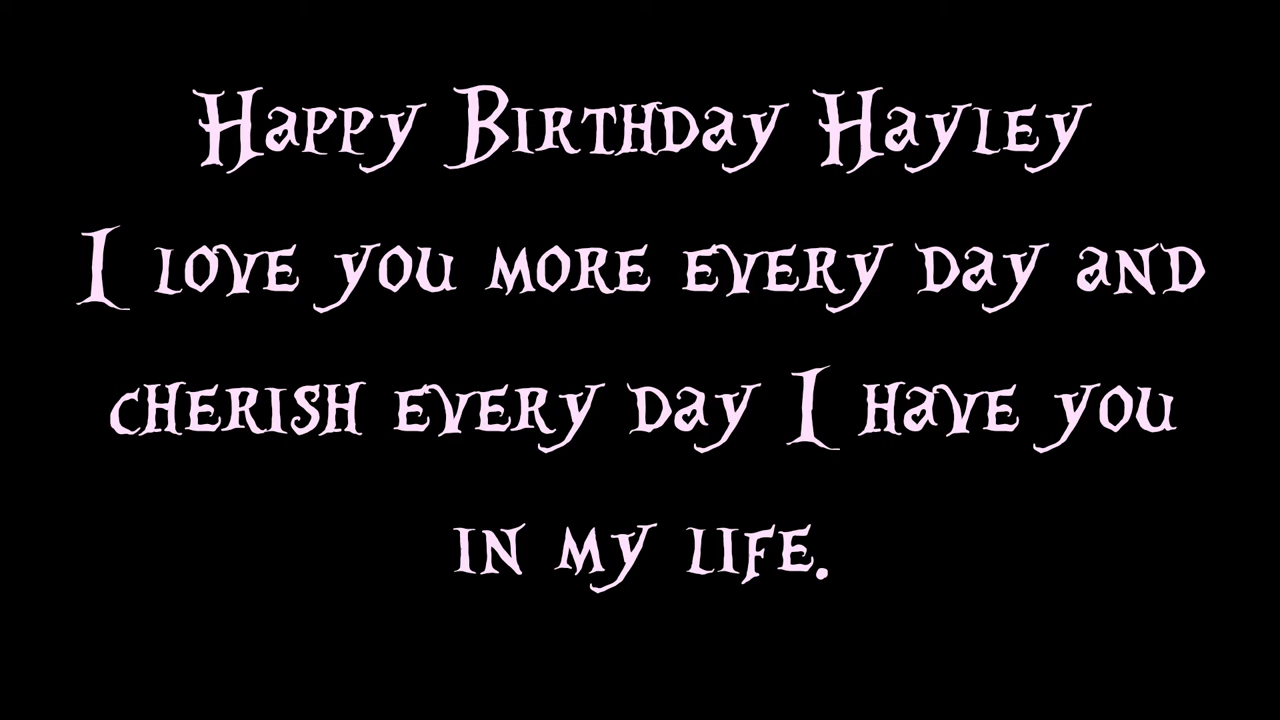 Happy Birthday Hayley
I love you more every day and
cherish every day I have you
in my life.